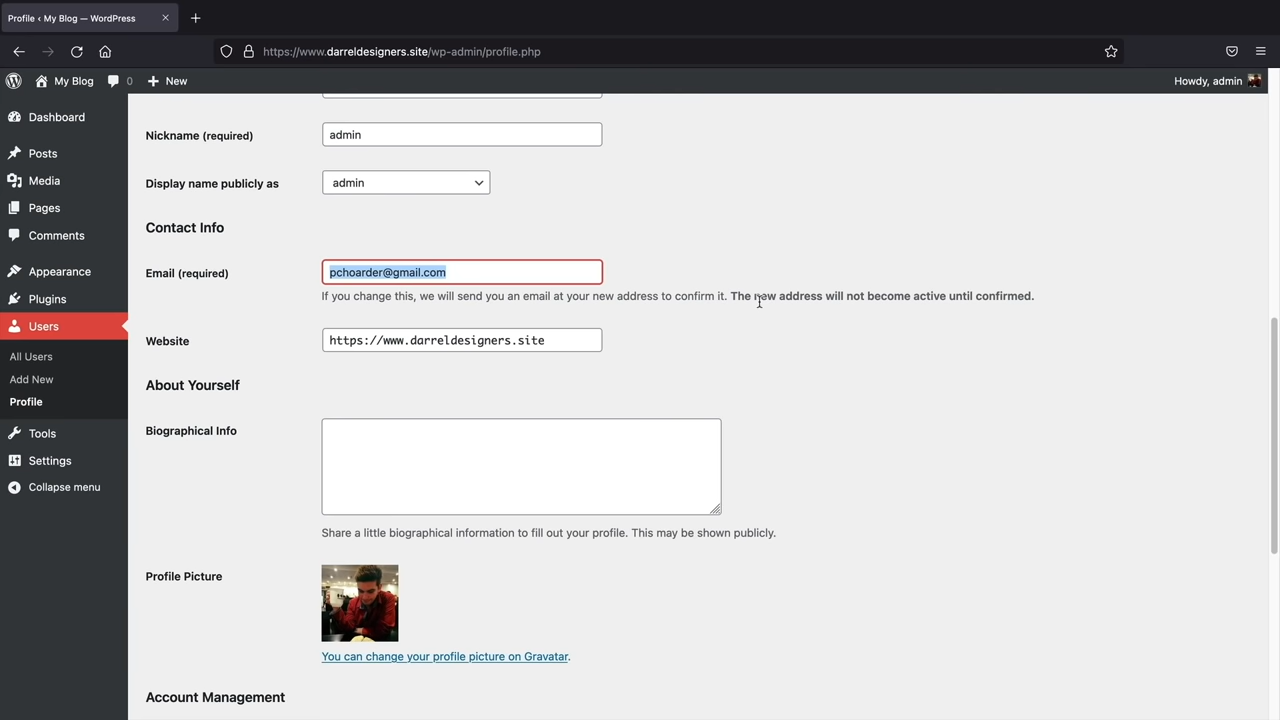 Profile ‹ My Blog — WordPress
https://www.darreldesigners.site/wp-admin/profile.php
My Blog 0 New Howdy, admin
Dashboard
Posts
Media
Pages
Comments
Appearance
Plugins
Users
All Users
Add New
Profile
Tools
Settings
Collapse menu
Nickname (required) admin
Display name publicly as admin
Contact Info
Email (required) pchoarder@gmail.com
If you change this, we will send you an email at your new address to confirm it. The new address will not become active until confirmed.
Website https://www.darreldesigners.site
About Yourself
Biographical Info
Share a little biographical information to fill out your profile. This may be shown publicly.
Profile Picture
You can change your profile picture on Gravatar.
Account Management